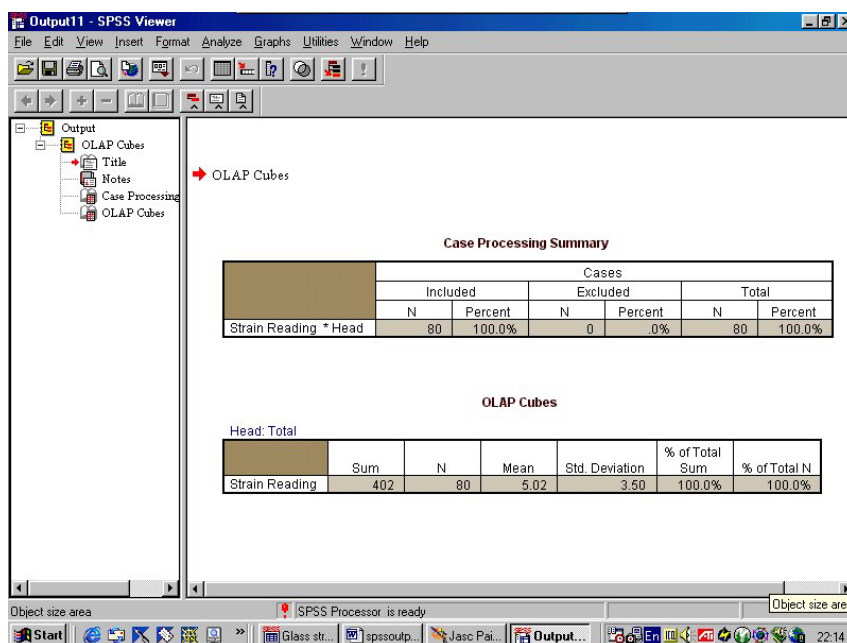 Output11 - SPSS Viewer
File Edit View Insert Format Analyze Graphs Utilities Window Help
Output
OLAP Cubes
Title
Notes
Case Processing
OLAP Cubes
OLAP Cubes
Case Processing Summary
Cases
Included Excluded Total
N Percent N Percent N Percent
Strain Reading * Head 80 100.0% 0 .0% 80 100.0%
OLAP Cubes
Head: Total
Sum N Mean Std. Deviation % of Total Sum % of Total N
Strain Reading 402 80 5.02 3.50 100.0% 100.0%
Object size area SPSS Processor is ready Object size are
Start » Glass str... spssoutp... Jasc Pai... Output... En 22:14